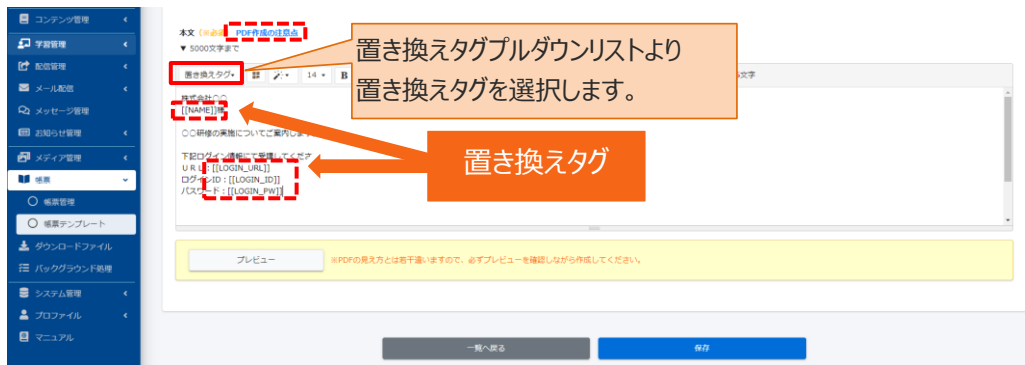 コンテンツ管理
学習管理
配信管理
メール配信
メッセージ管理
お知らせ管理
メディア管理
帳票
帳票管理
帳票テンプレート
ダウンロードファイル
バックグラウンド処理
システム管理
プロファイル
マニュアル
本文 (※必須) PDF作成の注意点
▼ 5000文字まで
置き換えタグプルダウンリストより
置き換えタグを選択します。
置き換えタグ
14
B
文字
株式会社〇〇
[[NAME]]様
〇〇研修の実施についてご案内します
下記ログイン情報にて受講してくださ
ＵＲＬ：[[LOGIN_URL]]
ログインID：[[LOGIN_ID]]
パスワード：[[LOGIN_PW]]
置き換えタグ
プレビュー
※PDFの見え方とは若干違いますので、必ずプレビューを確認しながら作成してください。
一覧へ戻る
保存